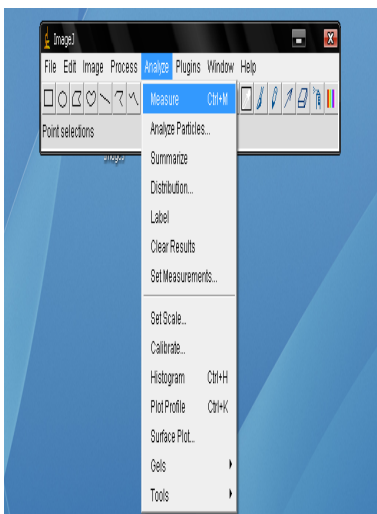 ImageJ
File Edit Image Process Analyze Plugins Window Help
Point selections
Measure Ctrl+M
Analyze Particles...
Summarize
Distribution...
Label
Clear Results
Set Measurements...
Set Scale...
Calibrate...
Histogram Ctrl+H
Plot Profile Ctrl+K
Surface Plot...
Gels
Tools